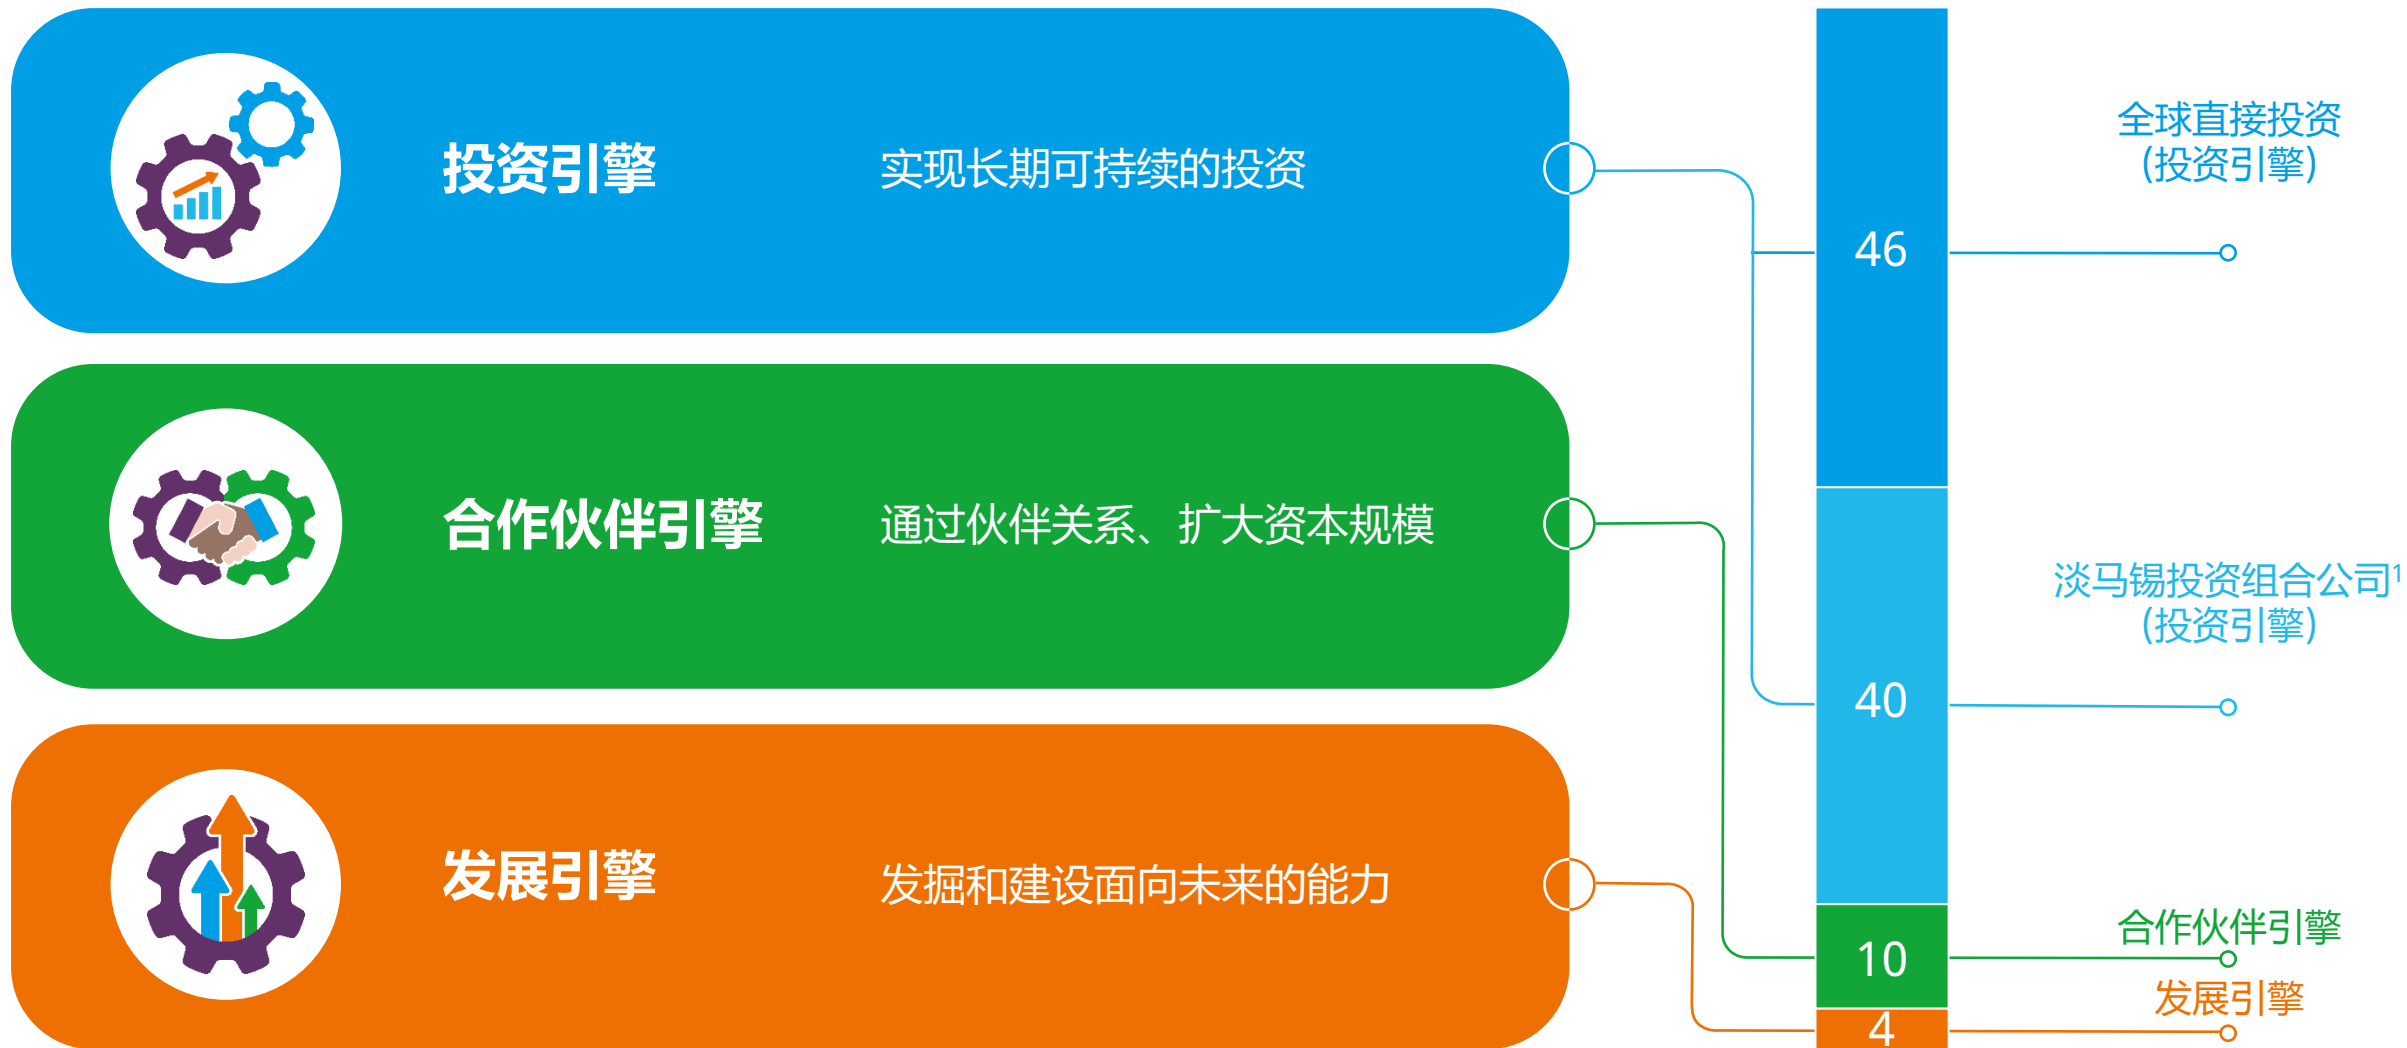 投资引擎
实现长期可持续的投资
合作伙伴引擎
通过伙伴关系、扩大资本规模
发展引擎
发掘和建设面向未来的能力
46
40
10
4
全球直接投资
(投资引擎)
淡马锡投资组合公司1
(投资引擎)
合作伙伴引擎
发展引擎